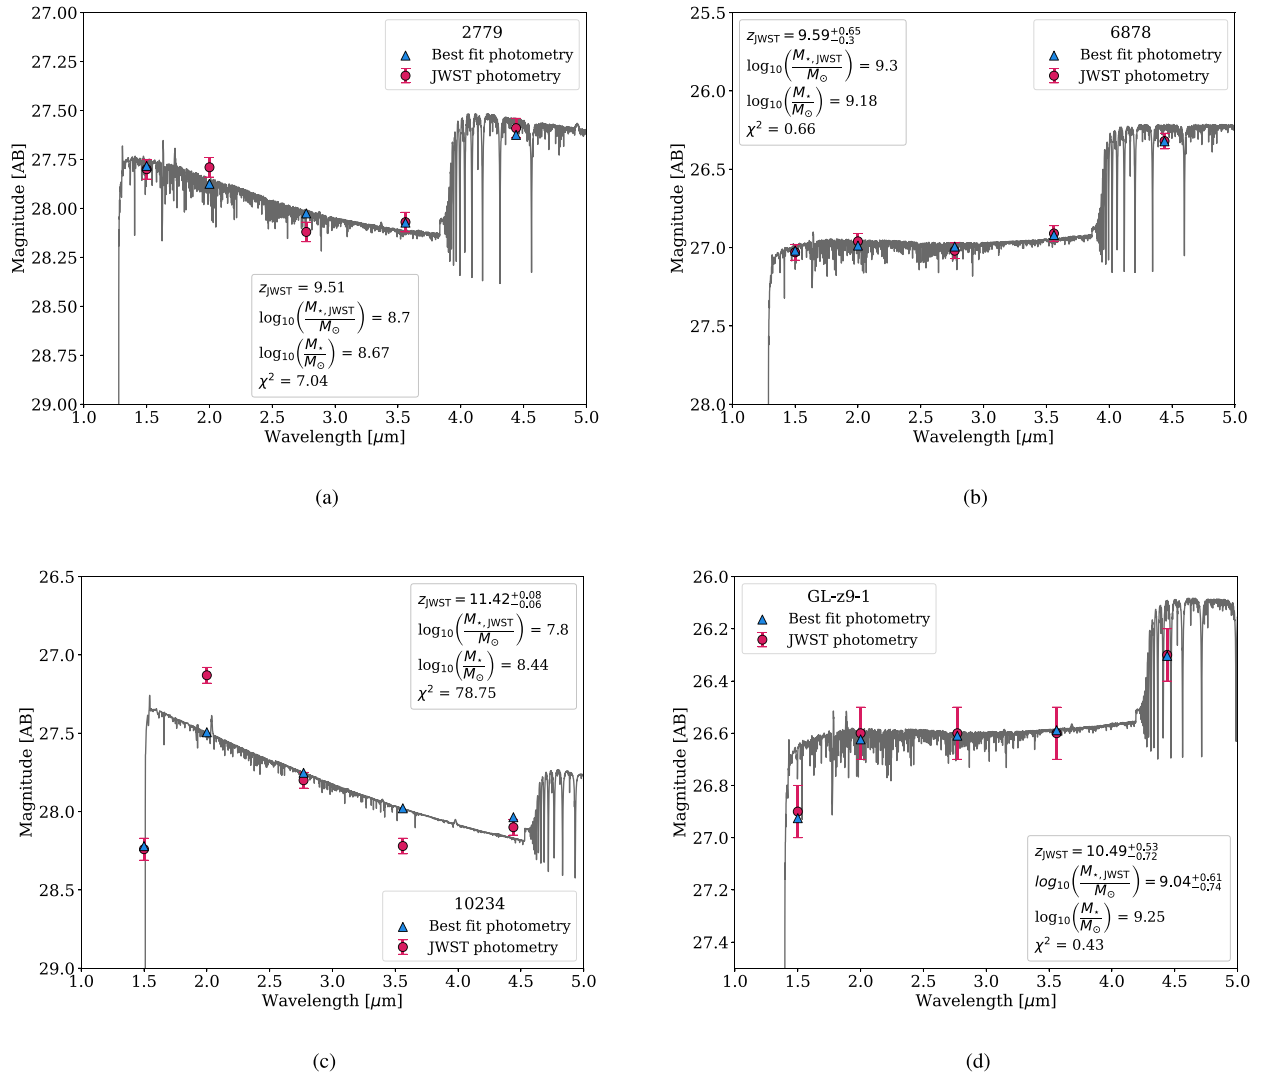 27.00
27.25
27.50
27.75
28.00
28.25
28.50
28.75
29.00
Magnitude [AB]
2779
Best fit photometry
JWST photometry
z_JWST = 9.51
log₁₀(M⋆,JWST/M⊙) = 8.7
log₁₀(M⋆/M⊙) = 8.67
χ² = 7.04
1.0 1.5 2.0 2.5 3.0 3.5 4.0 4.5 5.0
Wavelength [μm]
(a)
25.5
26.0
26.5
27.0
27.5
28.0
Magnitude [AB]
z_JWST = 9.59 +0.65 −0.3
log₁₀(M⋆,JWST/M⊙) = 9.3
log₁₀(M⋆/M⊙) = 9.18
χ² = 0.66
6878
Best fit photometry
JWST photometry
1.0 1.5 2.0 2.5 3.0 3.5 4.0 4.5 5.0
Wavelength [μm]
(b)
26.5
27.0
27.5
28.0
28.5
29.0
Magnitude [AB]
z_JWST = 11.42 +0.08 −0.06
log₁₀(M⋆,JWST/M⊙) = 7.8
log₁₀(M⋆/M⊙) = 8.44
χ² = 78.75
10234
Best fit photometry
JWST photometry
1.0 1.5 2.0 2.5 3.0 3.5 4.0 4.5 5.0
Wavelength [μm]
(c)
26.0
26.2
26.4
26.6
26.8
27.0
27.2
27.4
Magnitude [AB]
GL-z9-1
Best fit photometry
JWST photometry
z_JWST = 10.49 +0.53 −0.72
log₁₀(M⋆,JWST/M⊙) = 9.04 +0.61 −0.74
log₁₀(M⋆/M⊙) = 9.25
χ² = 0.43
1.0 1.5 2.0 2.5 3.0 3.5 4.0 4.5 5.0
Wavelength [μm]
(d)